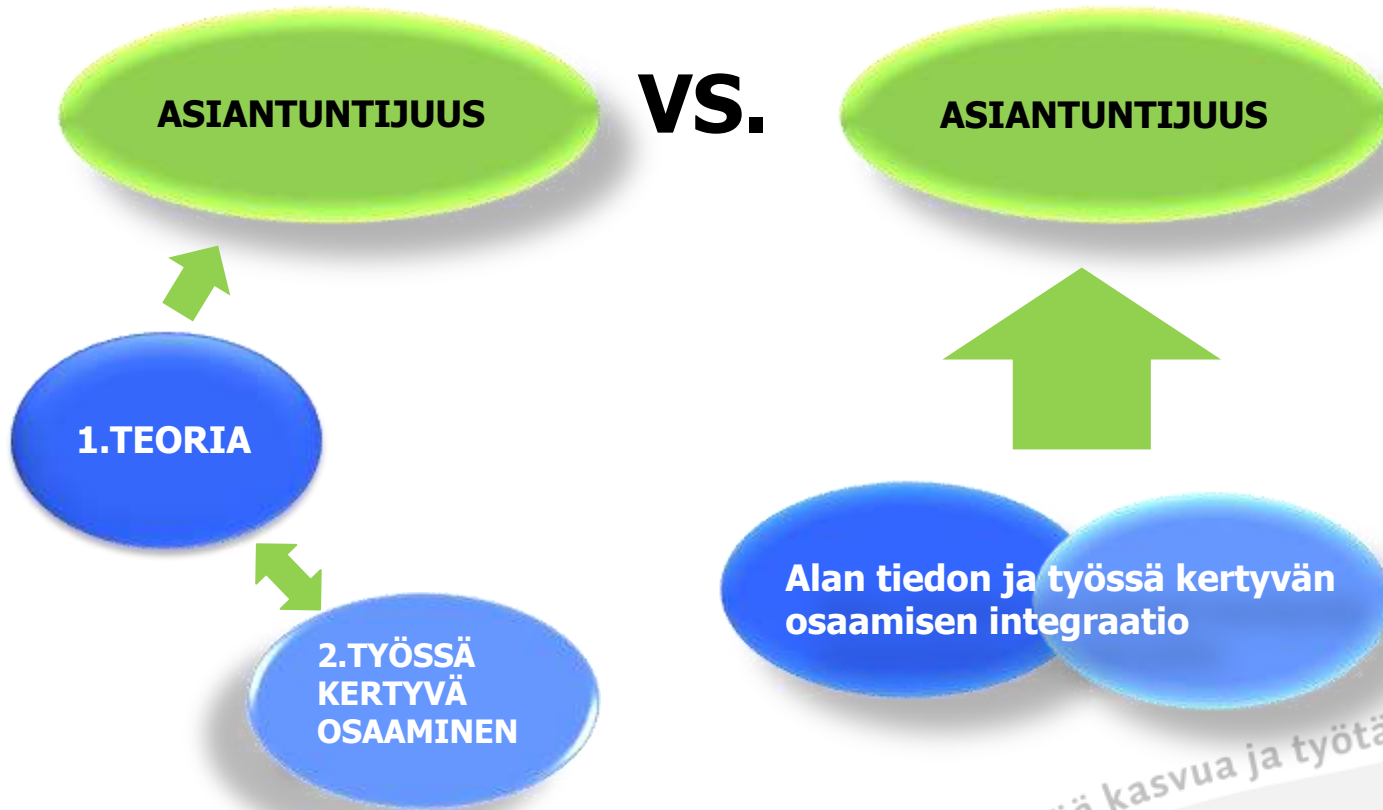 ASIANTUNTIJUUS
VS.
ASIANTUNTIJUUS
1.TEORIA
2.TYÖSSÄ
KERTYVÄ
OSAAMINEN
Alan tiedon ja työssä kertyvän
osaamisen integraatio
kasvua ja työtä